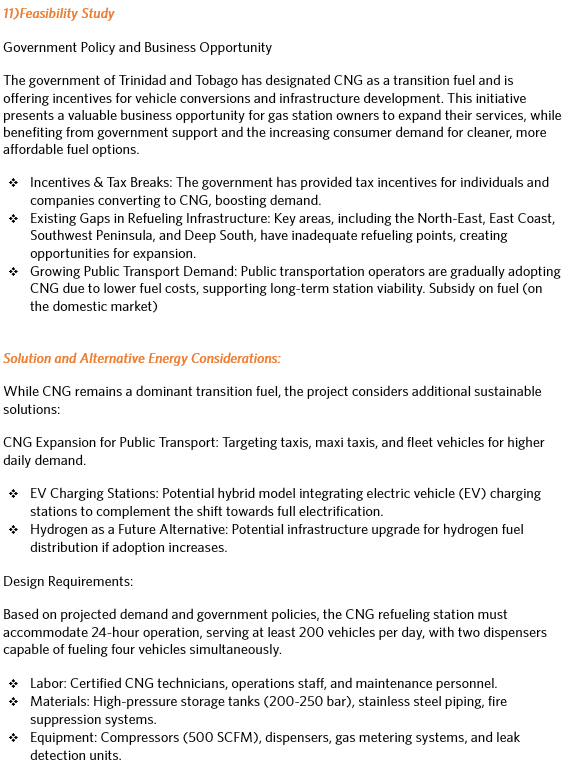 11)Feasibility Study
Government Policy and Business Opportunity
The government of Trinidad and Tobago has designated CNG as a transition fuel and is
offering incentives for vehicle conversions and infrastructure development. This initiative
presents a valuable business opportunity for gas station owners to expand their services, while
benefiting from government support and the increasing consumer demand for cleaner, more
affordable fuel options.
❖ Incentives & Tax Breaks: The government has provided tax incentives for individuals and
companies converting to CNG, boosting demand.
❖ Existing Gaps in Refueling Infrastructure: Key areas, including the North-East, East Coast,
Southwest Peninsula, and Deep South, have inadequate refueling points, creating
opportunities for expansion.
❖ Growing Public Transport Demand: Public transportation operators are gradually adopting
CNG due to lower fuel costs, supporting long-term station viability. Subsidy on fuel (on
the domestic market)
Solution and Alternative Energy Considerations:
While CNG remains a dominant transition fuel, the project considers additional sustainable
solutions:
CNG Expansion for Public Transport: Targeting taxis, maxi taxis, and fleet vehicles for higher
daily demand.
❖ EV Charging Stations: Potential hybrid model integrating electric vehicle (EV) charging
stations to complement the shift towards full electrification.
❖ Hydrogen as a Future Alternative: Potential infrastructure upgrade for hydrogen fuel
distribution if adoption increases.
Design Requirements:
Based on projected demand and government policies, the CNG refueling station must
accommodate 24-hour operation, serving at least 200 vehicles per day, with two dispensers
capable of fueling four vehicles simultaneously.
❖ Labor: Certified CNG technicians, operations staff, and maintenance personnel.
❖ Materials: High-pressure storage tanks (200-250 bar), stainless steel piping, fire
suppression systems.
❖ Equipment: Compressors (500 SCFM), dispensers, gas metering systems, and leak
detection units.